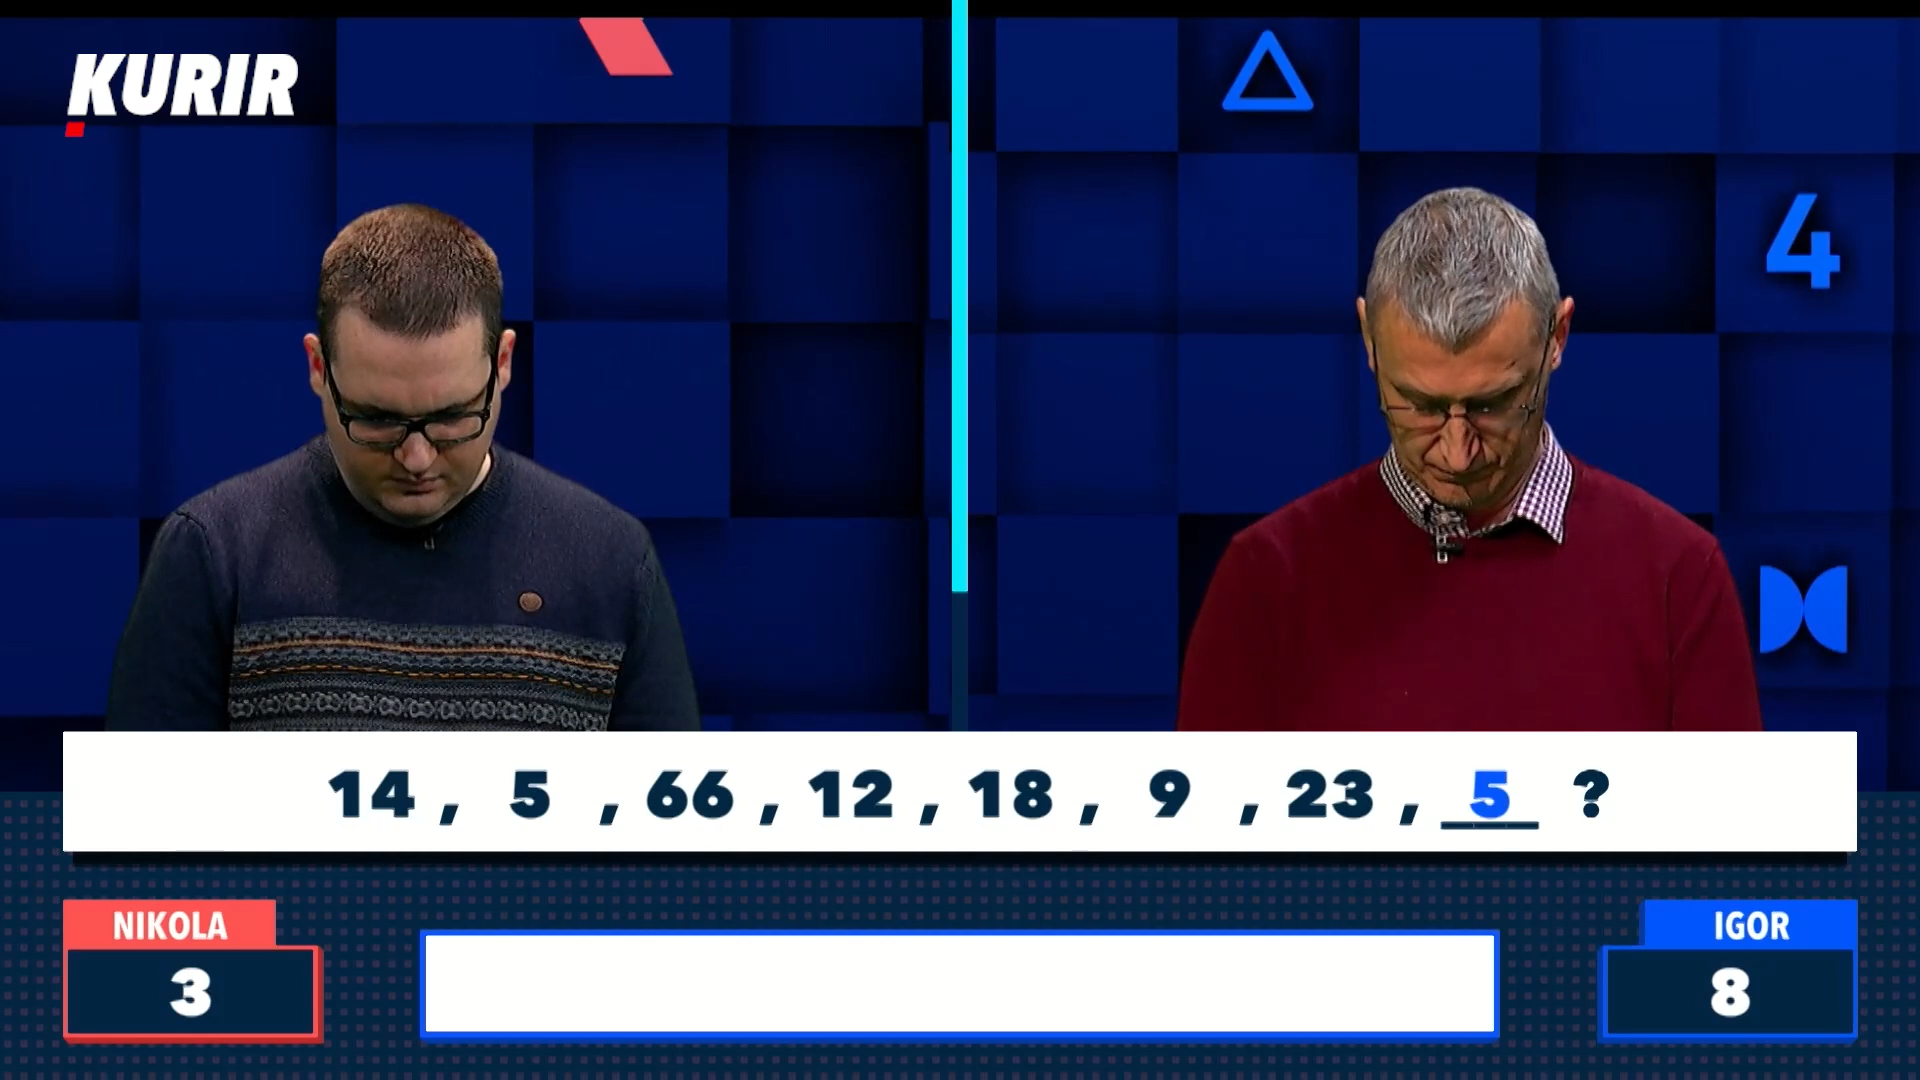 KURIR
4
14 , 5 , 66 , 12 , 18 , 9 , 23 , 5 ?
NIKOLA
3
IGOR
8